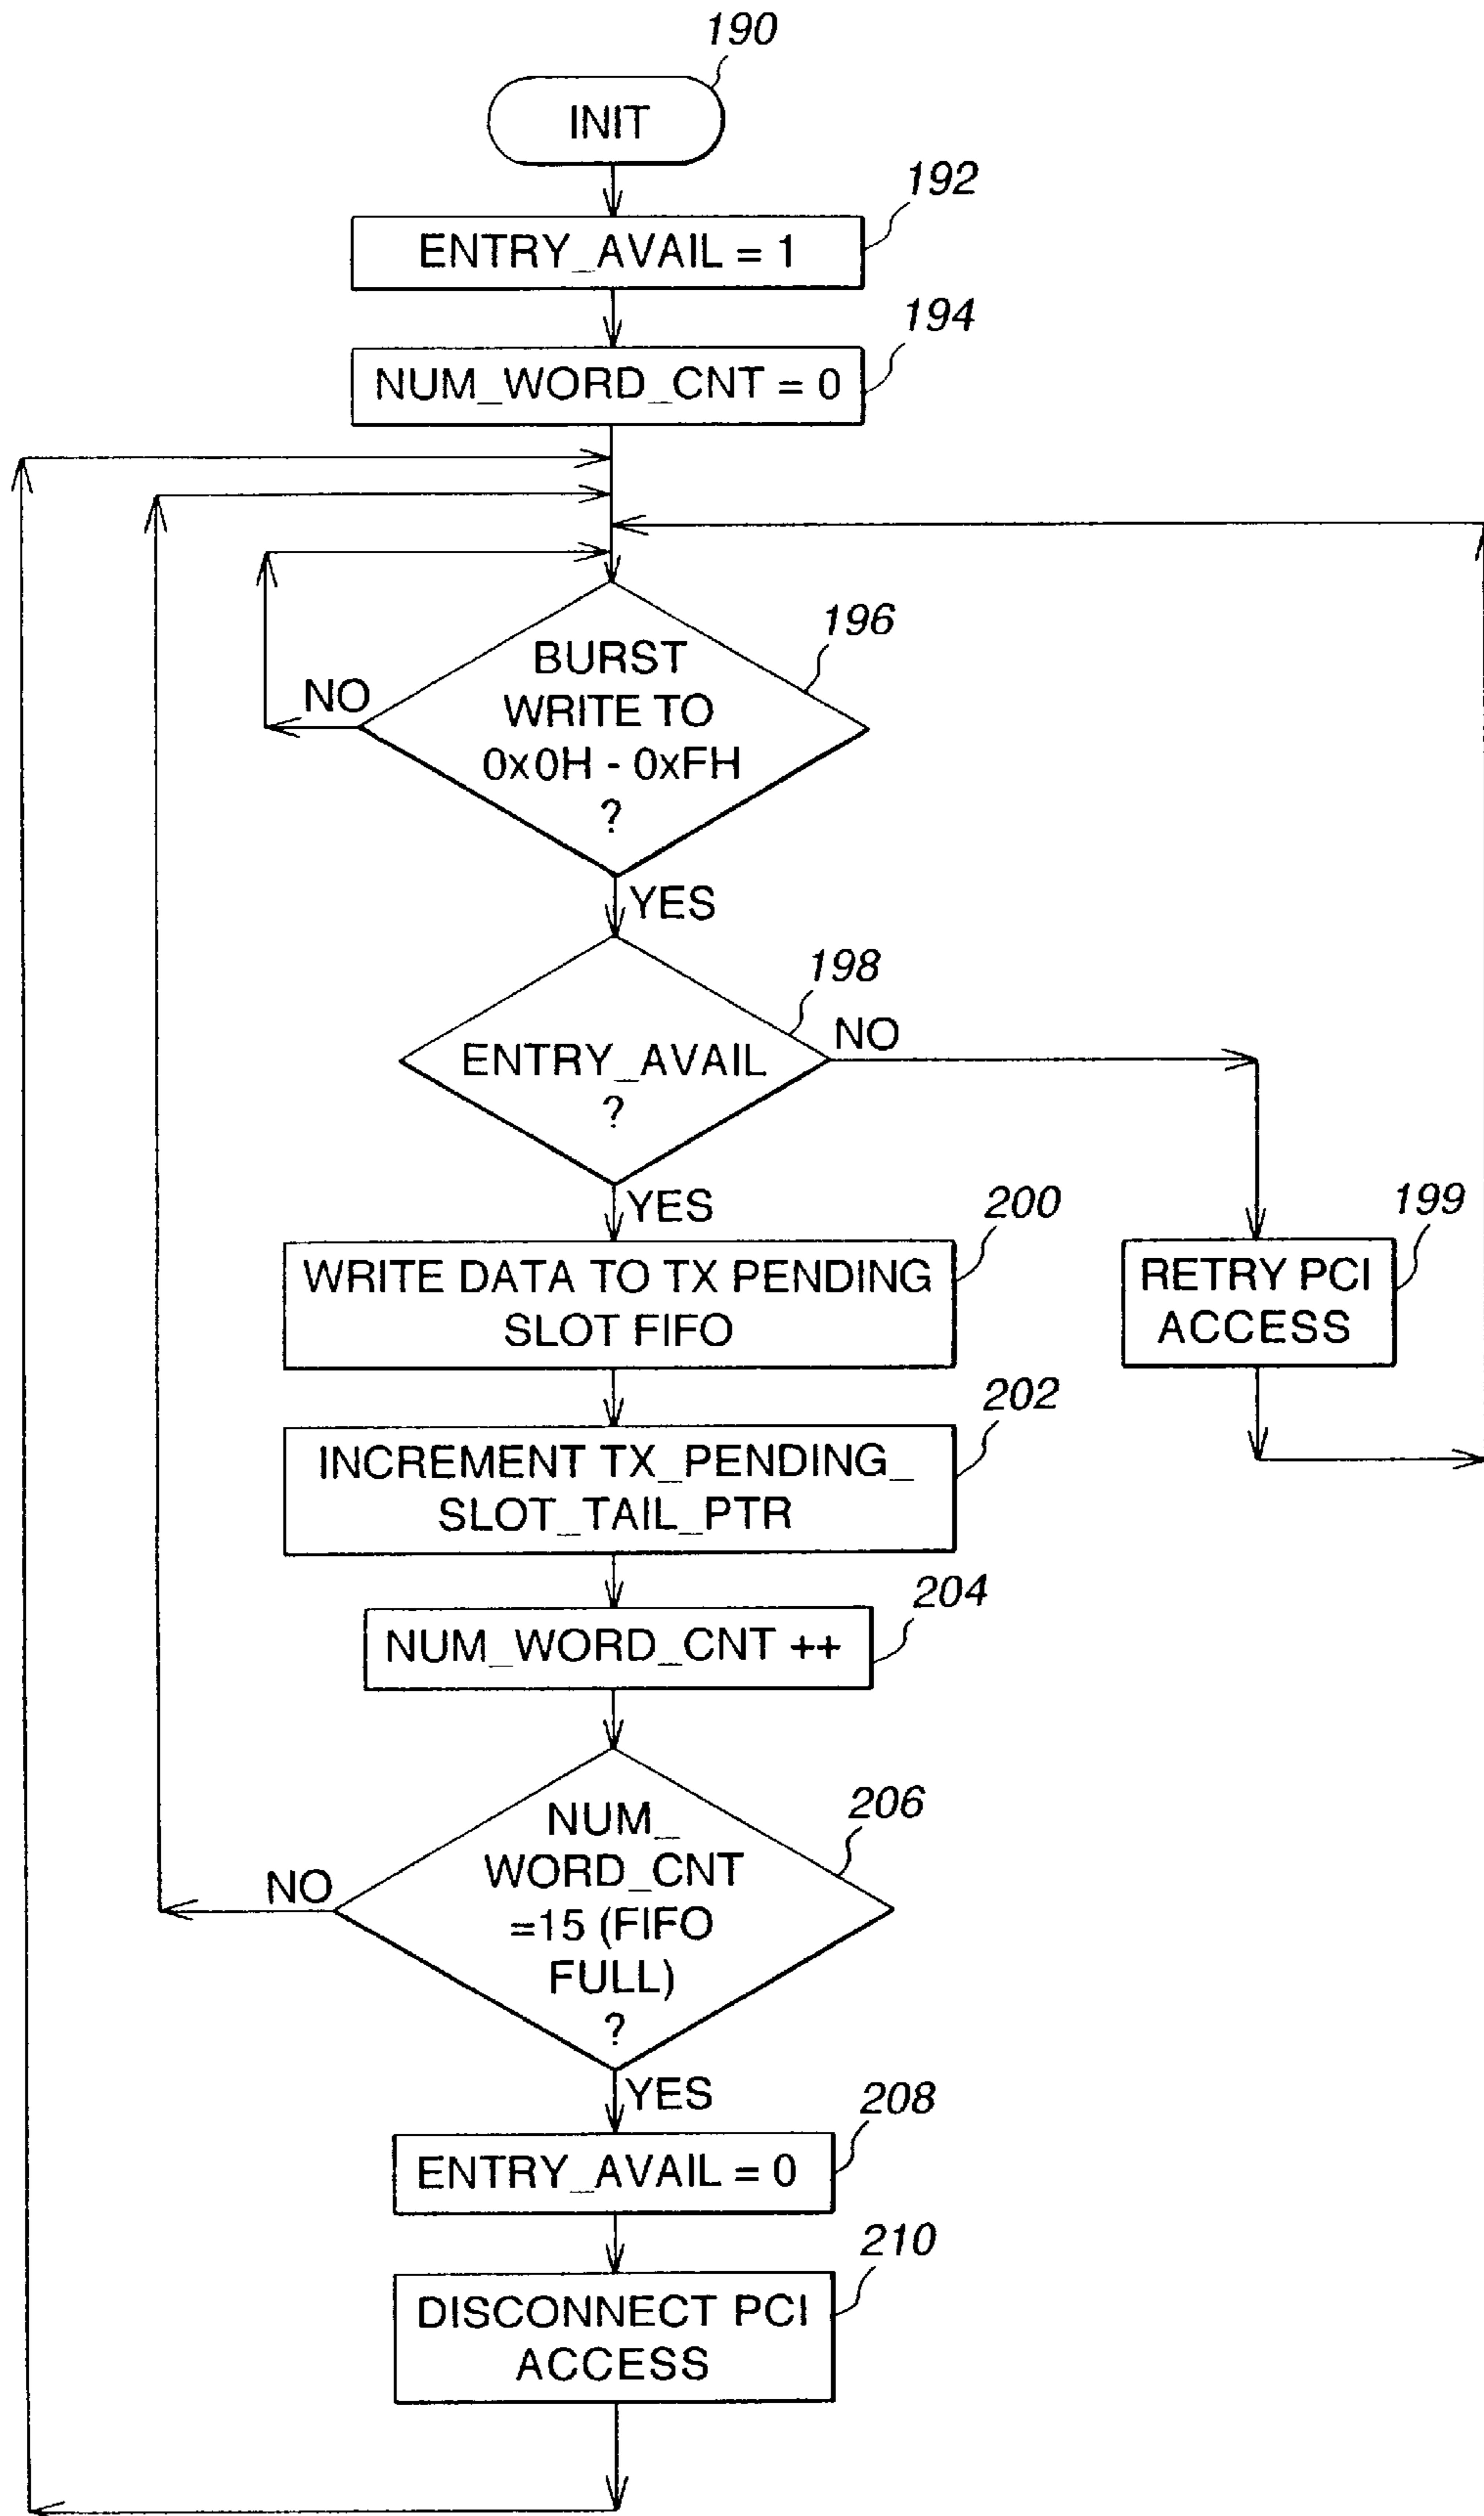 190
INIT
192
ENTRY_AVAIL = 1
194
NUM_WORD_CNT = 0
196
BURST
WRITE TO
0x0H - 0xFH
?
NO
YES
198
ENTRY_AVAIL
?
NO
YES
200
WRITE DATA TO TX PENDING
SLOT FIFO
199
RETRY PCI
ACCESS
202
INCREMENT TX_PENDING_
SLOT_TAIL_PTR
204
NUM_WORD_CNT ++
206
NUM_
WORD_CNT
=15 (FIFO
FULL)
?
NO
YES
208
ENTRY_AVAIL = 0
210
DISCONNECT PCI
ACCESS